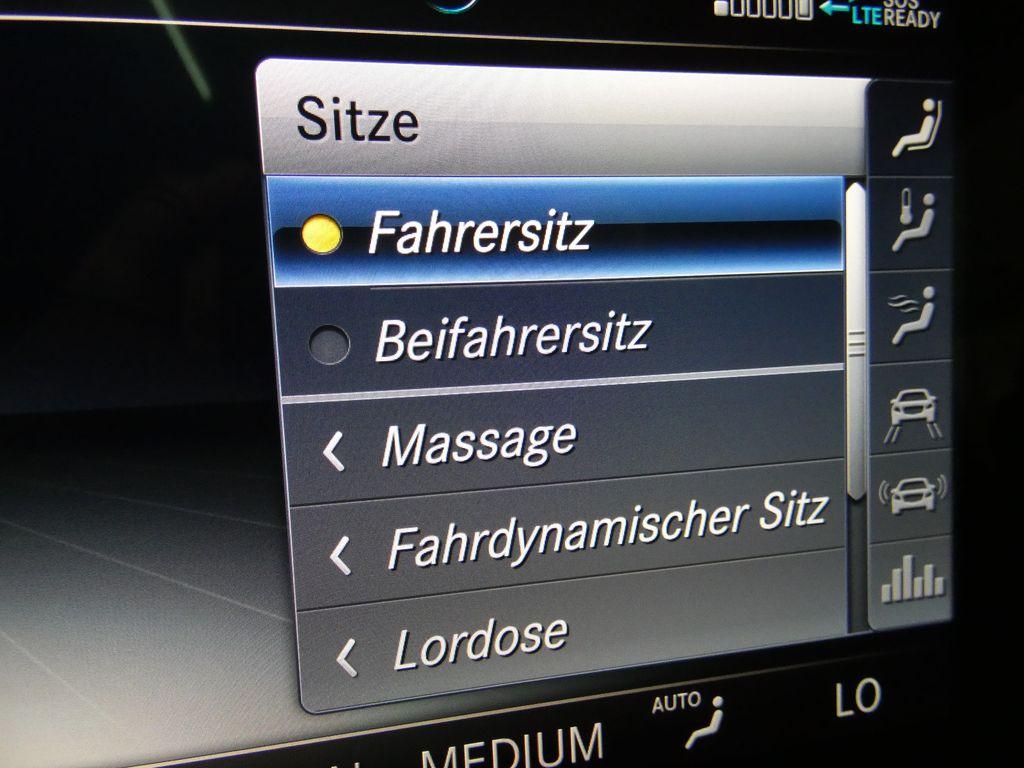 SOS
LTE READY
Sitze
Fahrersitz
Beifahrersitz
Massage
Fahrdynamischer Sitz
Lordose
MEDIUM
AUTO
LO